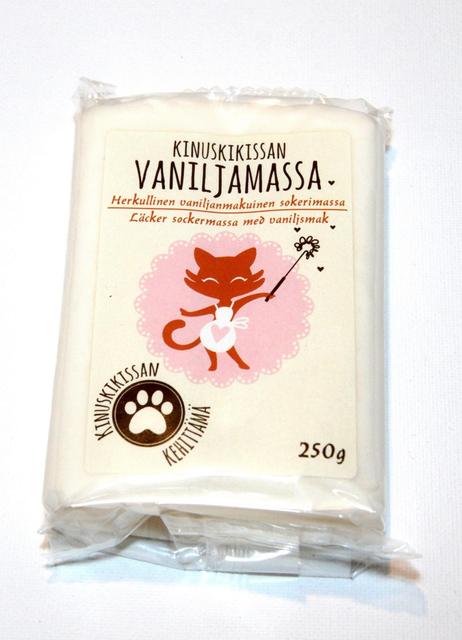 KINUSKIKISSAN
VANILJAMASSA
Herkullinen vaniljanmakuinen sokerimassa
Läcker sockermassa med vaniljsmak
KINUSKIKISSAN
KEHITTÄMÄ
250g